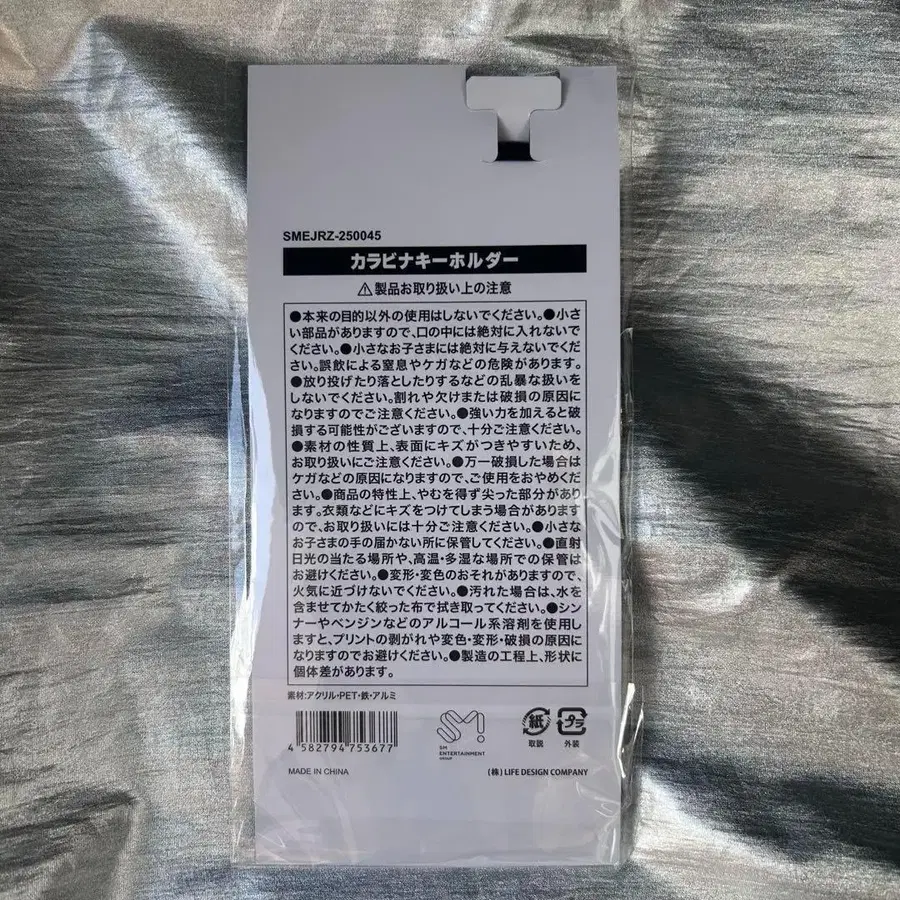 SMEJRZ-250045
カラビナキーホルダー
⚠製品お取り扱い上の注意
●本来の目的以外の使用はしないでください。●小さ
い部品がありますので、口の中には絶対に入れないで
ください。●小さなお子さまには絶対に与えないでくだ
さい。誤飲による窒息やケガなどの危険があります。
●放り投げたり落としたりするなどの乱暴な扱いを
しないでください。割れや欠けまたは破損の原因に
なりますのでご注意ください。●強い力を加えると破
損する可能性がございますので、十分ご注意ください。
●素材の性質上、表面にキズがつきやすいため、
お取り扱いにご注意ください。●万一破損した場合は
ケガなどの原因になりますので、ご使用をおやめくだ
さい。●商品の特性上、やむを得ず尖った部分があり
ます。衣類などにキズをつけてしまう場合があります
ので、お取り扱いには十分ご注意ください。●小さな
お子さまの手の届かない所に保管してください。●直射
日光の当たる場所や、高温・多湿な場所での保管は
お避けください。●変形・変色のおそれがありますので、
火気に近づけないでください。●汚れた場合は、水を
含ませてかたく絞った布で拭き取ってください。●シン
ナーやベンジンなどのアルコール系溶剤を使用し
ますと、プリントの剥がれや変色・変形・破損の原因に
なりますのでお避けください。●製造の工程上、形状に
個体差があります。
素材:アクリル・PET・鉄・アルミ
4 582794 753677
SM
SM
ENTERTAINMENT
GROUP
紙
取説
プラ
外装
MADE IN CHINA
(株) LIFE DESIGN COMPANY